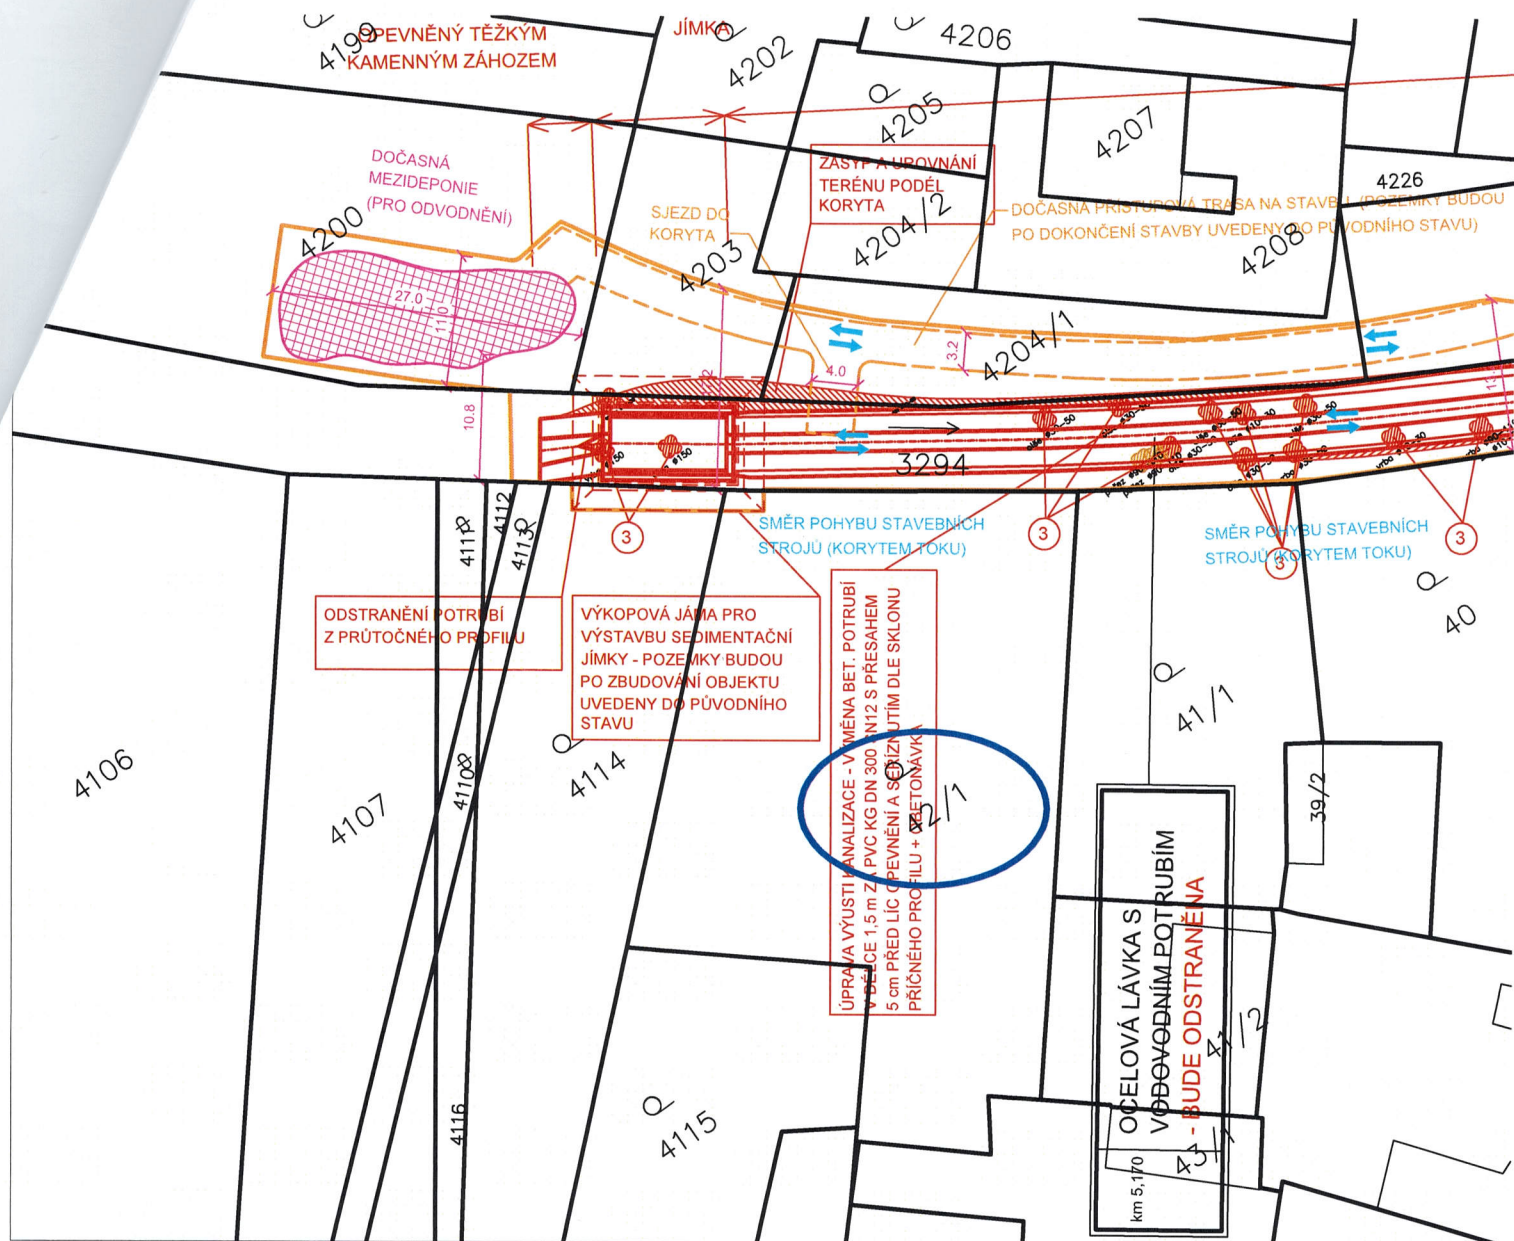 OPEVNĚNÝ TĚŽKÝM
KAMENNÝM ZÁHOZEM
4199
JÍMKA
4202
4206
4205
4207
4226
DOČASNÁ
MEZIDEPONIE
(PRO ODVODNĚNÍ)
4200
SJEZD DO
KORYTA
4203
ZÁSYP A UROVNÁNÍ
TERÉNU PODÉL
KORYTA
4204/2
DOČASNÁ PŘÍSTUPOVÁ TRASA NA STAVBU (POZEMKY BUDOU
PO DOKONČENÍ STAVBY UVEDENY DO PŮVODNÍHO STAVU)
4208
27.0
11.0
10.8
4.0
3.2
4204/1
3294
4111
4112
4113
3
3
3
3
SMĚR POHYBU STAVEBNÍCH
STROJŮ (KORYTEM TOKU)
SMĚR POHYBU STAVEBNÍCH
STROJŮ (KORYTEM TOKU)
40
ODSTRANĚNÍ POTRUBÍ
Z PRŮTOČNÉHO PROFILU
VÝKOPOVÁ JÁMA PRO
VÝSTAVBU SEDIMENTAČNÍ
JÍMKY - POZEMKY BUDOU
PO ZBUDOVÁNÍ OBJEKTU
UVEDENY DO PŮVODNÍHO
STAVU
ÚPRAVA VÝUSTI KANALIZACE - VÝMĚNA BET. POTRUBÍ
V DÉLCE 1,5 m ZA PVC KG DN 300 SN12 S PŘESAHEM
5 cm PŘED LÍC OPEVNĚNÍ A SEŘÍZNUTÍM DLE SKLONU
PŘÍČNÉHO PROFILU + OBETONÁVKA
41/1
4106
4107
4110
4114
42/1
39/2
OCELOVÁ LÁVKA S
VODOVODNÍM POTRUBÍM
- BUDE ODSTRANĚNA
km 5,170
41/2
43/1
4116
4115